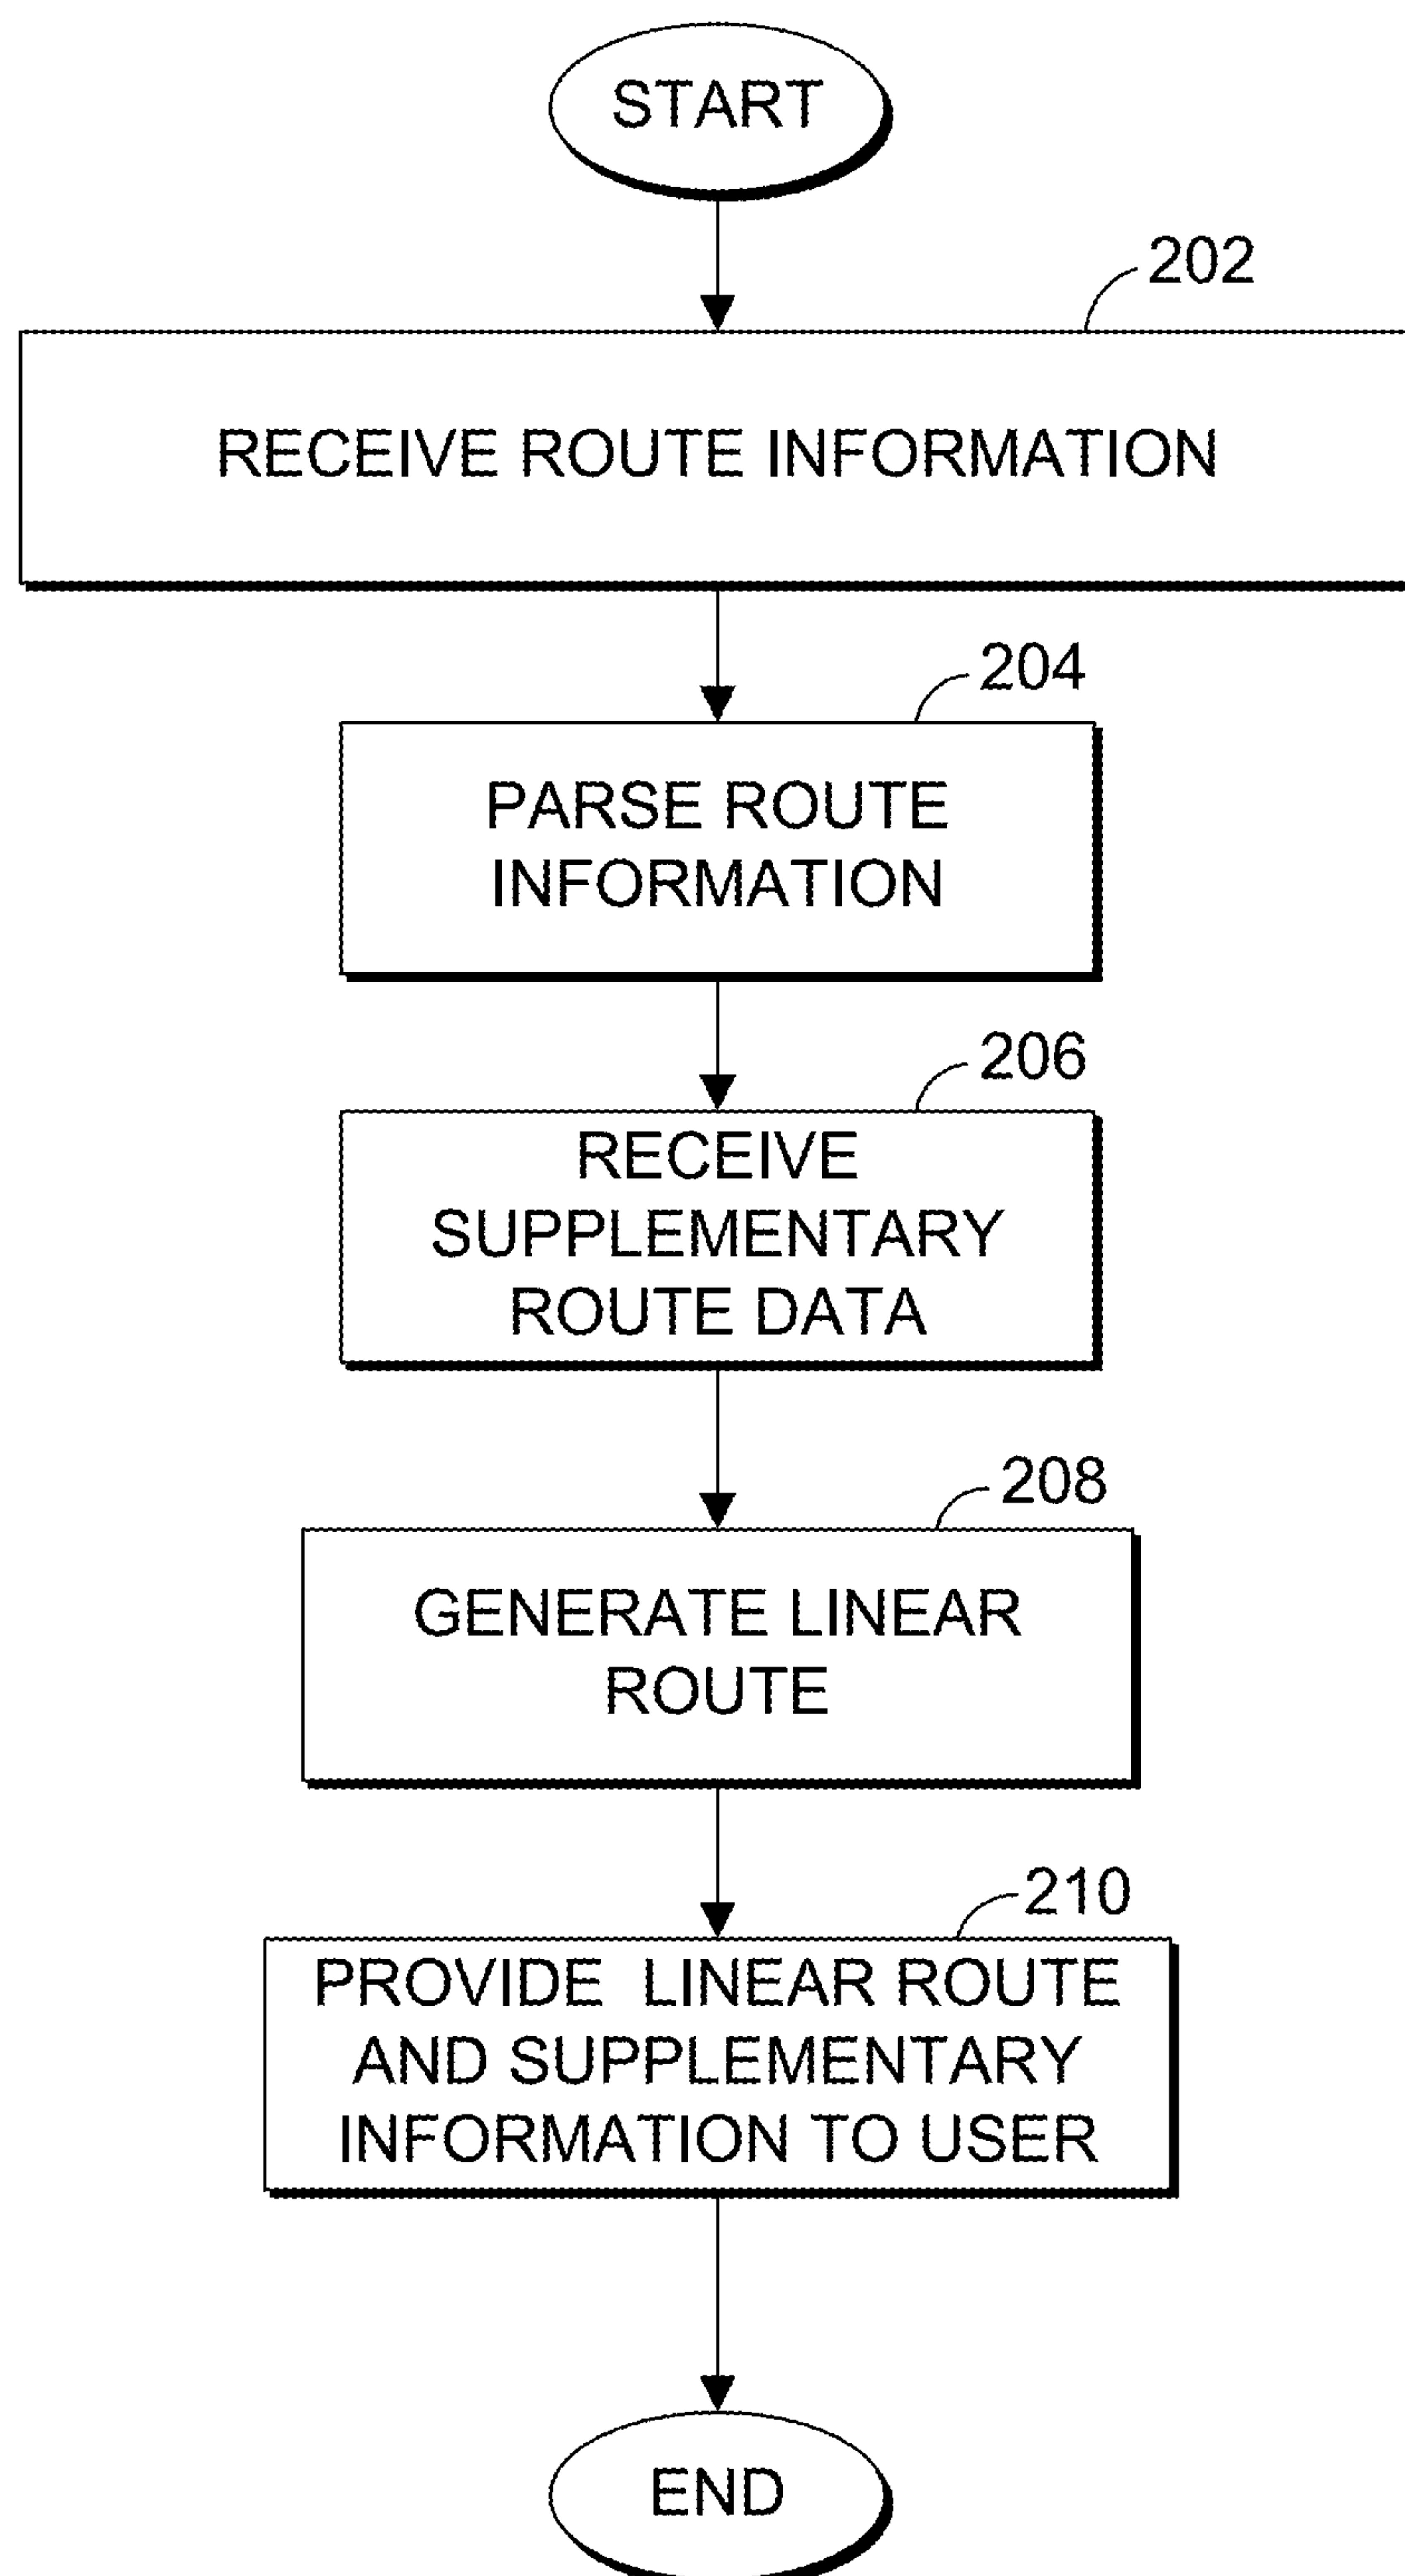 START
202
RECEIVE ROUTE INFORMATION
204
PARSE ROUTE
INFORMATION
206
RECEIVE
SUPPLEMENTARY
ROUTE DATA
208
GENERATE LINEAR
ROUTE
210
PROVIDE LINEAR ROUTE
AND SUPPLEMENTARY
INFORMATION TO USER
END